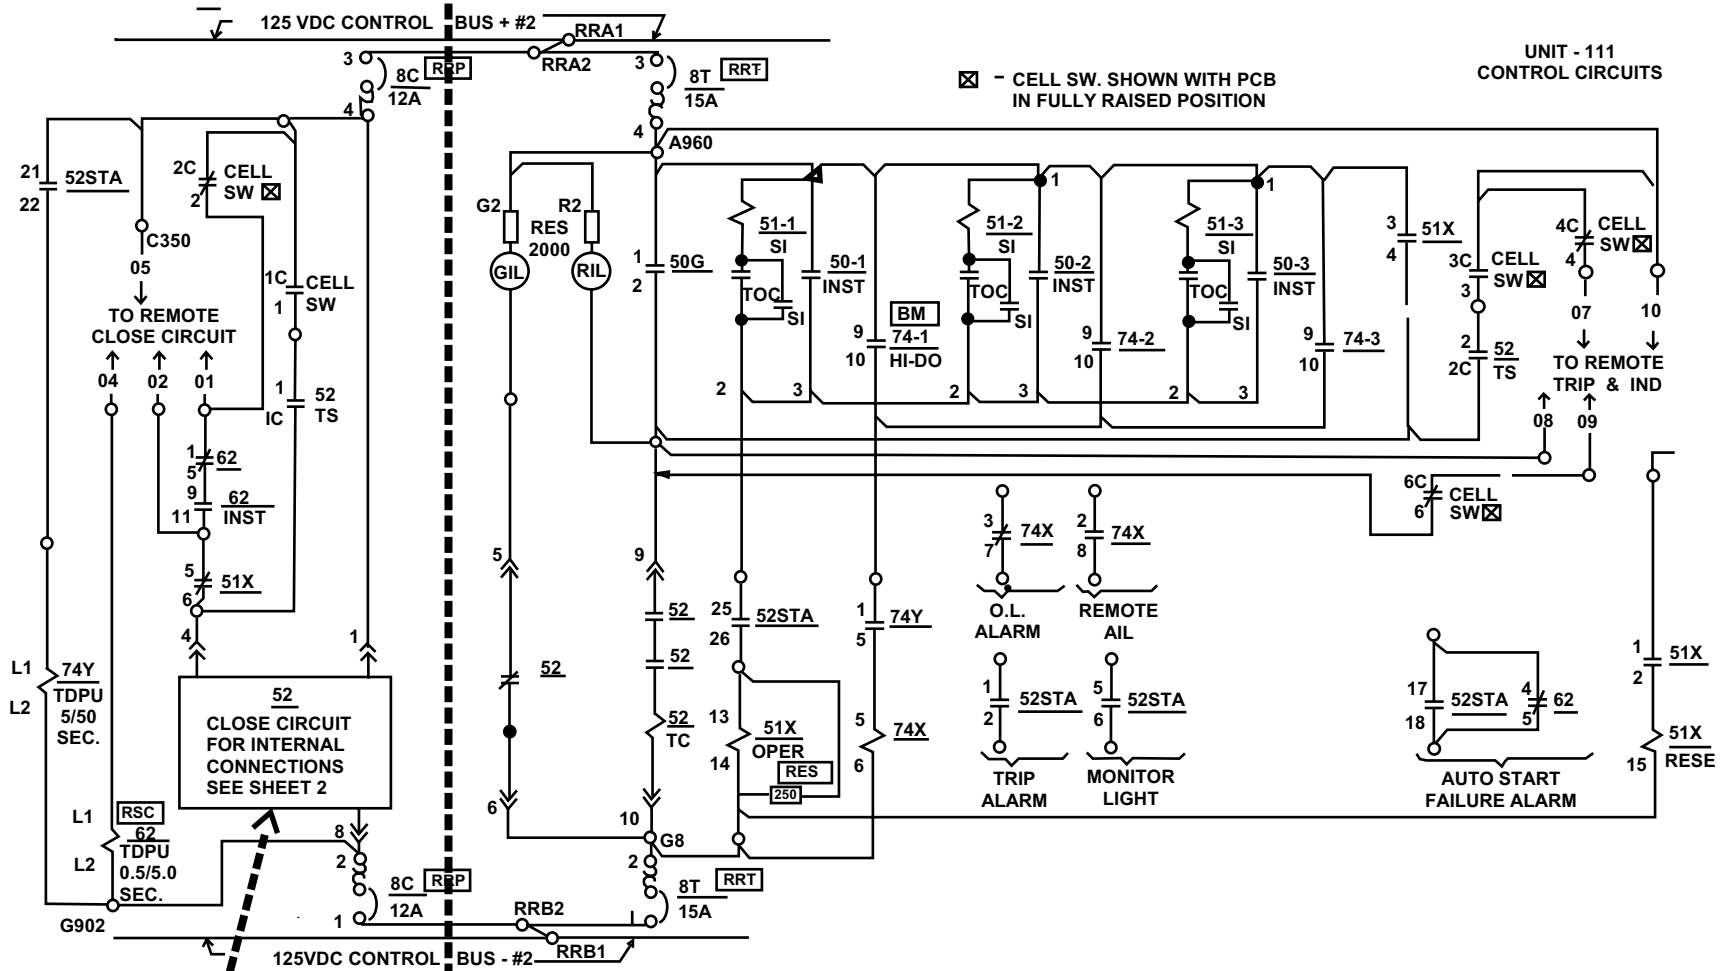 125 VDC CONTROL BUS + #2
RRA1
RRA2
UNIT - 111
CONTROL CIRCUITS
- CELL SW. SHOWN WITH PCB
IN FULLY RAISED POSITION
3
8C
12A
RRP
4
3
8T
15A
RRT
4
A960
21
22
52STA
2C
2
CELL
SW
C350
05
TO REMOTE
CLOSE CIRCUIT
04
02
01
1C
1
CELL
SW
1
IC
52
TS
1
5
62
9
11
62
INST
5
6
51X
4
1
L1
L2
74Y
TDPU
5/50
SEC.
52
CLOSE CIRCUIT
FOR INTERNAL
CONNECTIONS
SEE SHEET 2
L1
L2
RSC
62
TDPU
0.5/5.0
SEC.
G902
8
2
8C
12A
RRP
1
G2
R2
RES
2000
GIL
RIL
1
2
50G
51-1
SI
TOC
SI
50-1
INST
2
3
BM
9
10
74-1
HI-DO
1
51-2
SI
TOC
SI
50-2
INST
2
3
9
10
74-2
1
51-3
SI
TOC
SI
50-3
INST
2
3
9
10
74-3
3
4
51X
3C
3
CELL
SW
2
2C
52
TS
4C
4
CELL
SW
07
10
TO REMOTE
TRIP & IND
08
09
6C
6
CELL
SW
5
52
6
9
52
52
52
TC
10
G8
25
26
52STA
13
14
51X
OPER
RES
250
1
5
74Y
5
6
74X
3
7
74X
O.L.
ALARM
2
8
74X
REMOTE
AIL
1
2
52STA
TRIP
ALARM
5
6
52STA
MONITOR
LIGHT
17
18
52STA
4
5
62
AUTO START
FAILURE ALARM
1
2
51X
15
51X
RESE
2
8T
15A
RRT
RRB2
RRB1
125VDC CONTROL BUS - #2